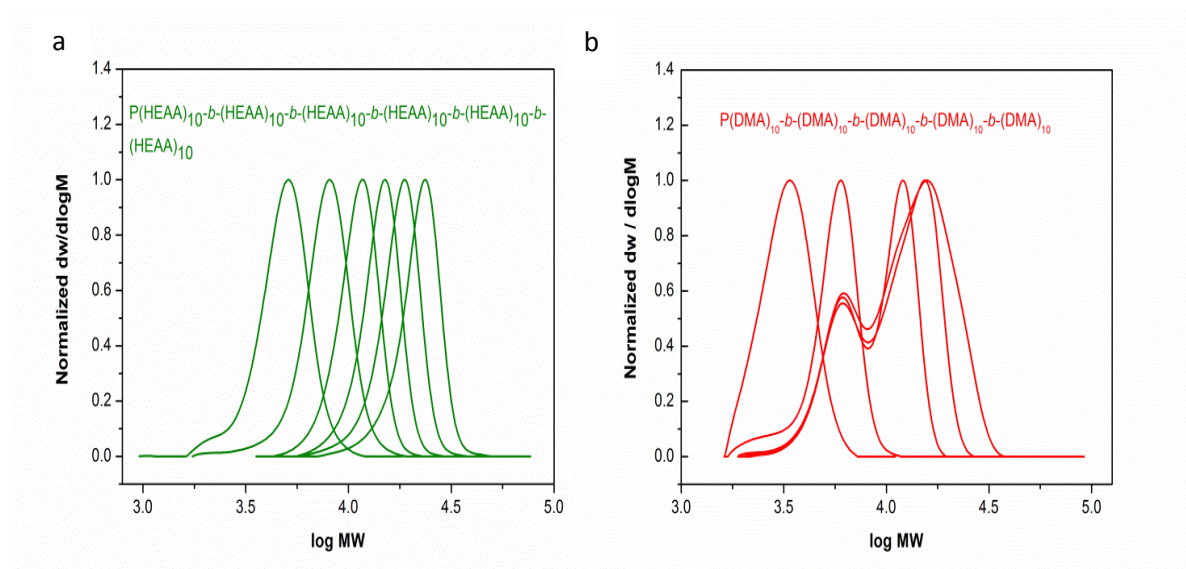 a
1.4
1.2
1.0
0.8
0.6
0.4
0.2
0.0
Normalized dw/dlogM
P(HEAA)10-b-(HEAA)10-b-(HEAA)10-b-(HEAA)10-b-(HEAA)10-b-
(HEAA)10
3.0 3.5 4.0 4.5 5.0
log MW
b
1.4
1.2
1.0
0.8
0.6
0.4
0.2
0.0
Normalized dw / dlogM
P(DMA)10-b-(DMA)10-b-(DMA)10-b-(DMA)10-b-(DMA)10
3.0 3.5 4.0 4.5 5.0
log MW